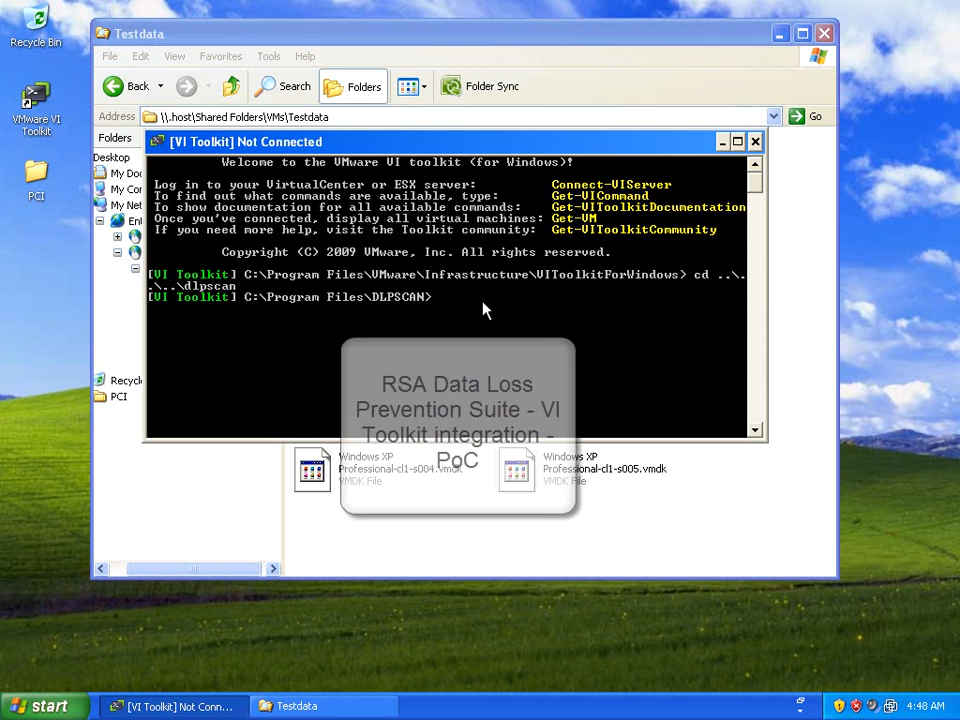 Recycle Bin
VMware VI
Toolkit
PCI
Testdata
File Edit View Favorites Tools Help
Back Search Folders Folder Sync
Address \\.host\Shared Folders\VMs\Testdata Go
Folders
Desktop
My Doc
My Co
My Net
Recycl
PCI
[VI Toolkit] Not Connected
Welcome to the VMware VI toolkit (for Windows)!
Log in to your VirtualCenter or ESX server: Connect-VIServer
To find out what commands are available, type: Get-VICommand
To show documentation for all available commands: Get-VIToolkitDocumentation
Once you've connected, display all virtual machines: Get-VM
If you need more help, visit the Toolkit community: Get-VIToolkitCommunity
Copyright (C) 2009 VMware, Inc. All rights reserved.
[VI Toolkit] C:\Program Files\VMware\Infrastructure\VIToolkitForWindows> cd ..\.
.\..\dlpscan
[VI Toolkit] C:\Program Files\DLPSCAN>
RSA Data Loss
Prevention Suite - VI
Toolkit integration -
PoC
Windows XP
Professional-cl1-s004.vmdk
VMDK File
Windows XP
Professional-cl1-s005.vmdk
VMDK File
start
[VI Toolkit] Not Conn...
Testdata
4:48 AM